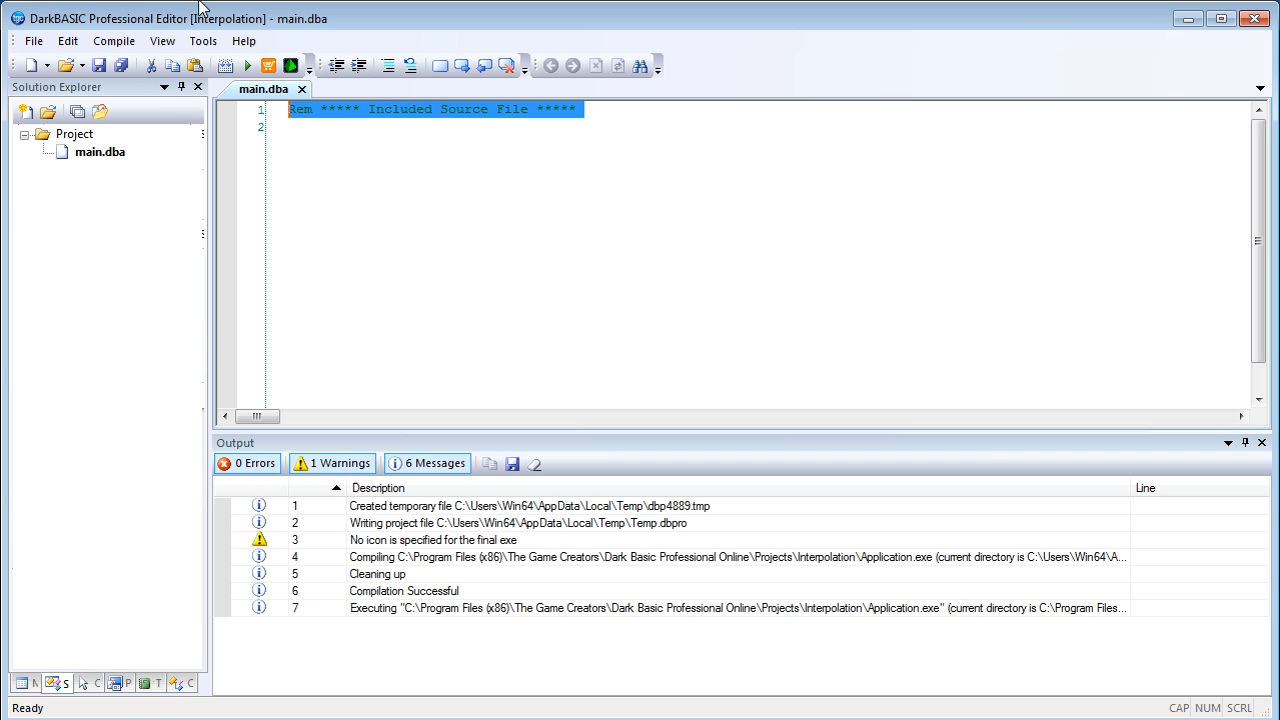 DarkBASIC Professional Editor [Interpolation] - main.dba
File Edit Compile View Tools Help
Solution Explorer
main.dba
1 Rem ***** Included Source File *****
2
Project
main.dba
Output
0 Errors 1 Warnings 6 Messages
Description Line
1 Created temporary file C:\Users\Win64\AppData\Local\Temp\dbp4889.tmp
2 Writing project file C:\Users\Win64\AppData\Local\Temp\Temp.dbpro
3 No icon is specified for the final exe
4 Compiling C:\Program Files (x86)\The Game Creators\Dark Basic Professional Online\Projects\Interpolation\Application.exe (current directory is C:\Users\Win64\A...
5 Cleaning up
6 Compilation Successful
7 Executing "C:\Program Files (x86)\The Game Creators\Dark Basic Professional Online\Projects\Interpolation\Application.exe" (current directory is C:\Program Files...
S C P T C
Ready CAP NUM SCRL